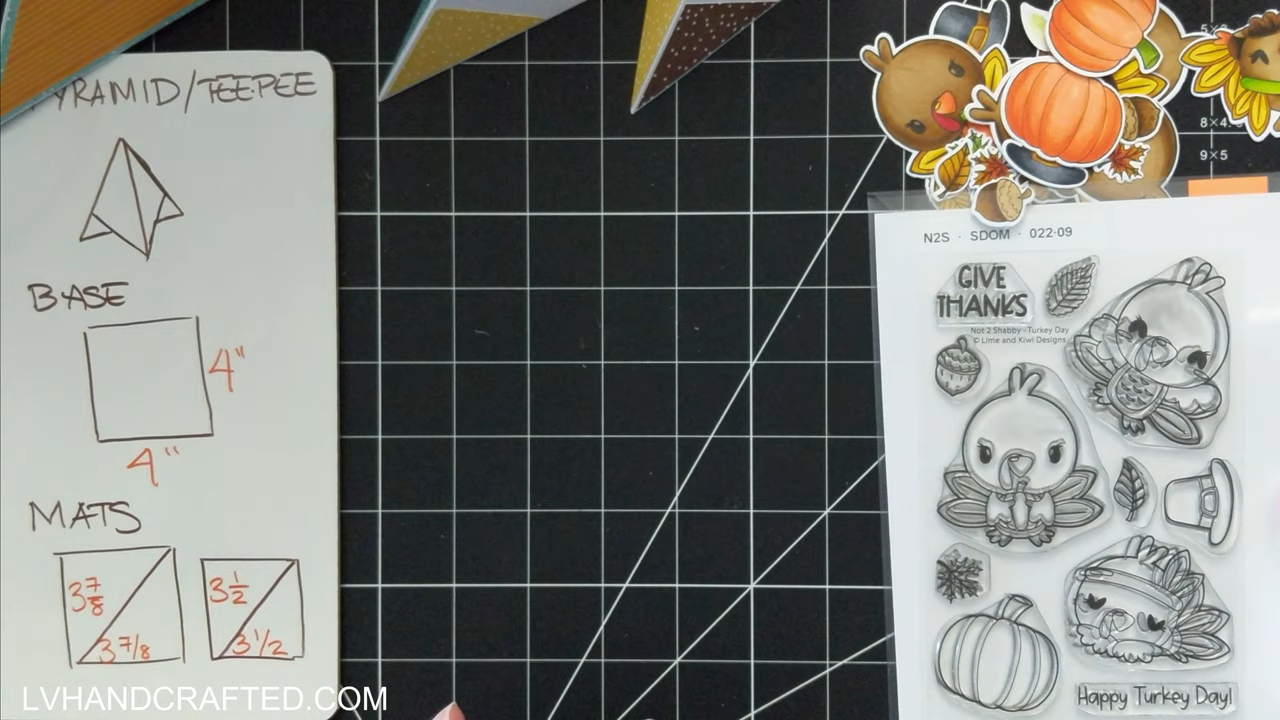 YRAMID/TEEPEE
BASE
4"
4"
MATS
3 7/8
3 7/8
3 1/2
3 1/2
LVHANDCRAFTED.COM
8×4.
9×5
N2S · SDOM · 022-09
GIVE
THANKS
Not 2 Shabby - Turkey Day
© Lime and Kiwi Designs
Happy Turkey Day!